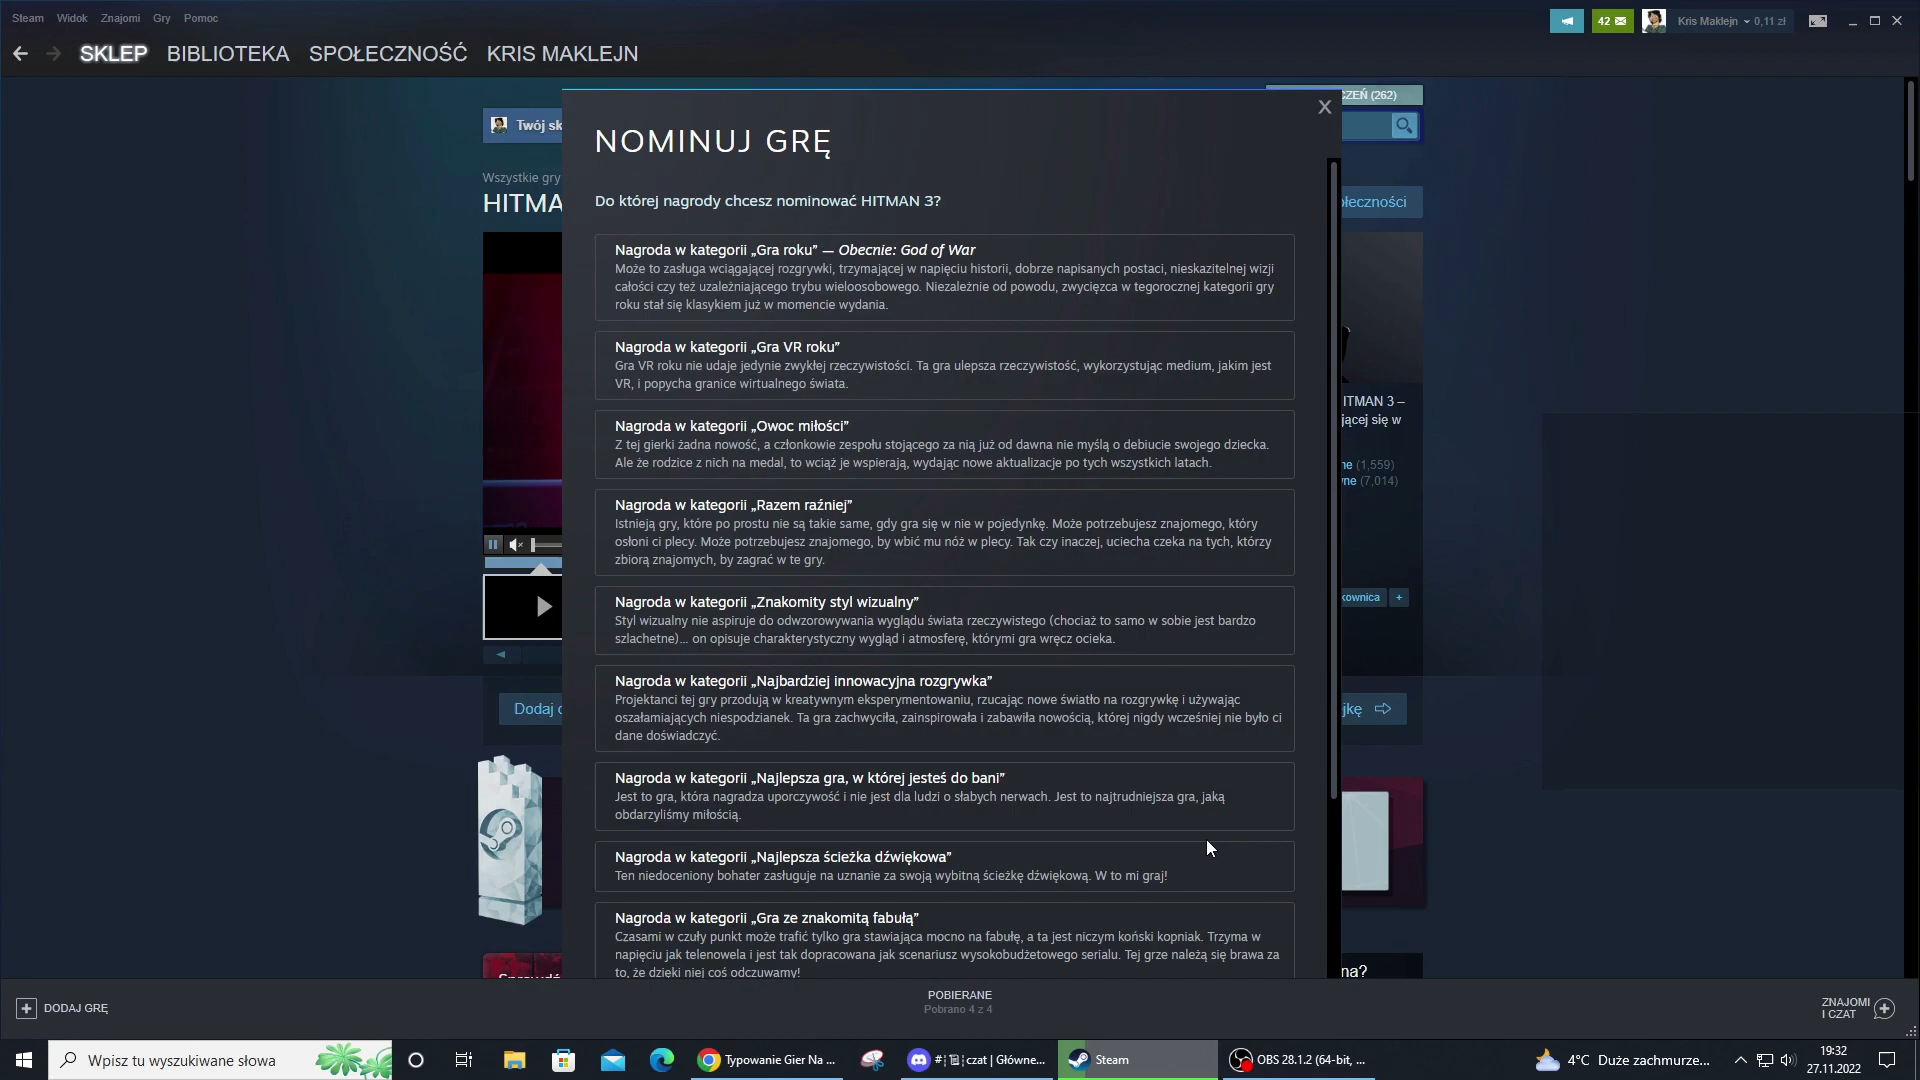 Steam Widok Znajomi Gry Pomoc
42
Kris Maklejn 0,11 zł
SKLEP BIBLIOTEKA SPOŁECZNOŚĆ KRIS MAKLEJN
ZEŃ (262)
Twój sk
Wszystkie gry
HITMA
łeczności
X
NOMINUJ GRĘ
Do której nagrody chcesz nominować HITMAN 3?
Nagroda w kategorii „Gra roku” — Obecnie: God of War
Może to zasługa wciągającej rozgrywki, trzymającej w napięciu historii, dobrze napisanych postaci, nieskazitelnej wizji
całości czy też uzależniającego trybu wieloosobowego. Niezależnie od powodu, zwycięzca w tegorocznej kategorii gry
roku stał się klasykiem już w momencie wydania.
Nagroda w kategorii „Gra VR roku”
Gra VR roku nie udaje jedynie zwykłej rzeczywistości. Ta gra ulepsza rzeczywistość, wykorzystując medium, jakim jest
VR, i popycha granice wirtualnego świata.
Nagroda w kategorii „Owoc miłości”
Z tej gierki żadna nowość, a członkowie zespołu stojącego za nią już od dawna nie myślą o debiucie swojego dziecka.
Ale że rodzice z nich na medal, to wciąż je wspierają, wydając nowe aktualizacje po tych wszystkich latach.
Nagroda w kategorii „Razem raźniej”
Istnieją gry, które po prostu nie są takie same, gdy gra się w nie w pojedynkę. Może potrzebujesz znajomego, który
osłoni ci plecy. Może potrzebujesz znajomego, by wbić mu nóż w plecy. Tak czy inaczej, uciecha czeka na tych, którzy
zbiorą znajomych, by zagrać w te gry.
Nagroda w kategorii „Znakomity styl wizualny”
Styl wizualny nie aspiruje do odwzorowywania wyglądu świata rzeczywistego (chociaż to samo w sobie jest bardzo
szlachetne)... on opisuje charakterystyczny wygląd i atmosferę, którymi gra wręcz ocieka.
Nagroda w kategorii „Najbardziej innowacyjna rozgrywka”
Projektanci tej gry przodują w kreatywnym eksperymentowaniu, rzucając nowe światło na rozgrywkę i używając
oszałamiających niespodzianek. Ta gra zachwyciła, zainspirowała i zabawiła nowością, której nigdy wcześniej nie było ci
dane doświadczyć.
Nagroda w kategorii „Najlepsza gra, w której jesteś do bani”
Jest to gra, która nagradza uporczywość i nie jest dla ludzi o słabych nerwach. Jest to najtrudniejsza gra, jaką
obdarzyliśmy miłością.
Nagroda w kategorii „Najlepsza ścieżka dźwiękowa”
Ten niedoceniony bohater zasługuje na uznanie za swoją wybitną ścieżkę dźwiękową. W to mi graj!
Nagroda w kategorii „Gra ze znakomitą fabułą”
Czasami w czuły punkt może trafić tylko gra stawiająca mocno na fabułę, a ta jest niczym koński kopniak. Trzyma w
napięciu jak telenowela i jest tak dopracowana jak scenariusz wysokobudżetowego serialu. Tej grze należą się brawa za
to, że dzięki niej coś odczuwamy!
ITMAN 3 –
jącej się w
ne (1,559)
wne (7,014)
kownica +
Dodaj
jkę
na?
DODAJ GRĘ
POBIERANE
Pobrano 4 z 4
ZNAJOMI
I CZAT
Wpisz tu wyszukiwane słowa
Typowanie Gier Na ...
czat | Główne...
Steam
OBS 28.1.2 (64-bit, ...
4°C Duże zachmurze...
19:32
27.11.2022